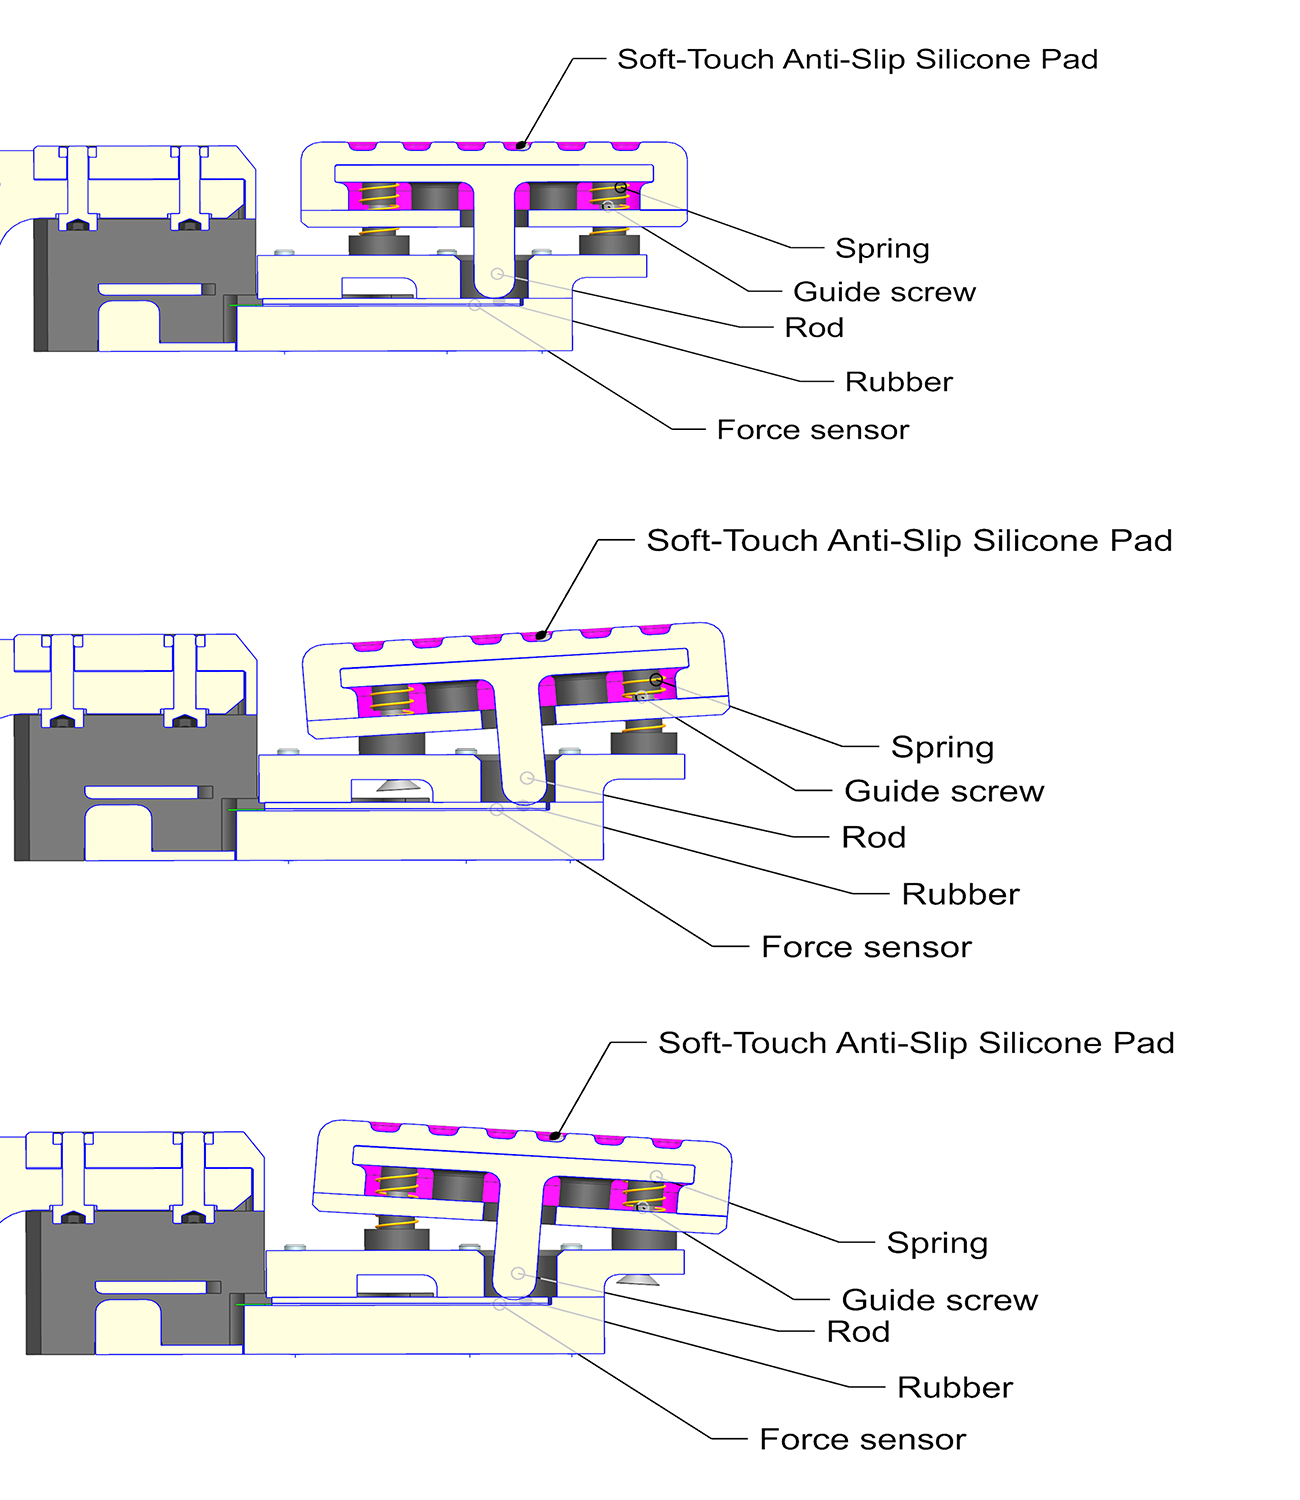 Soft-Touch Anti-Slip Silicone Pad
Spring
Guide screw
Rod
Rubber
Force sensor
Soft-Touch Anti-Slip Silicone Pad
Spring
Guide screw
Rod
Rubber
Force sensor
Soft-Touch Anti-Slip Silicone Pad
Spring
Guide screw
Rod
Rubber
Force sensor